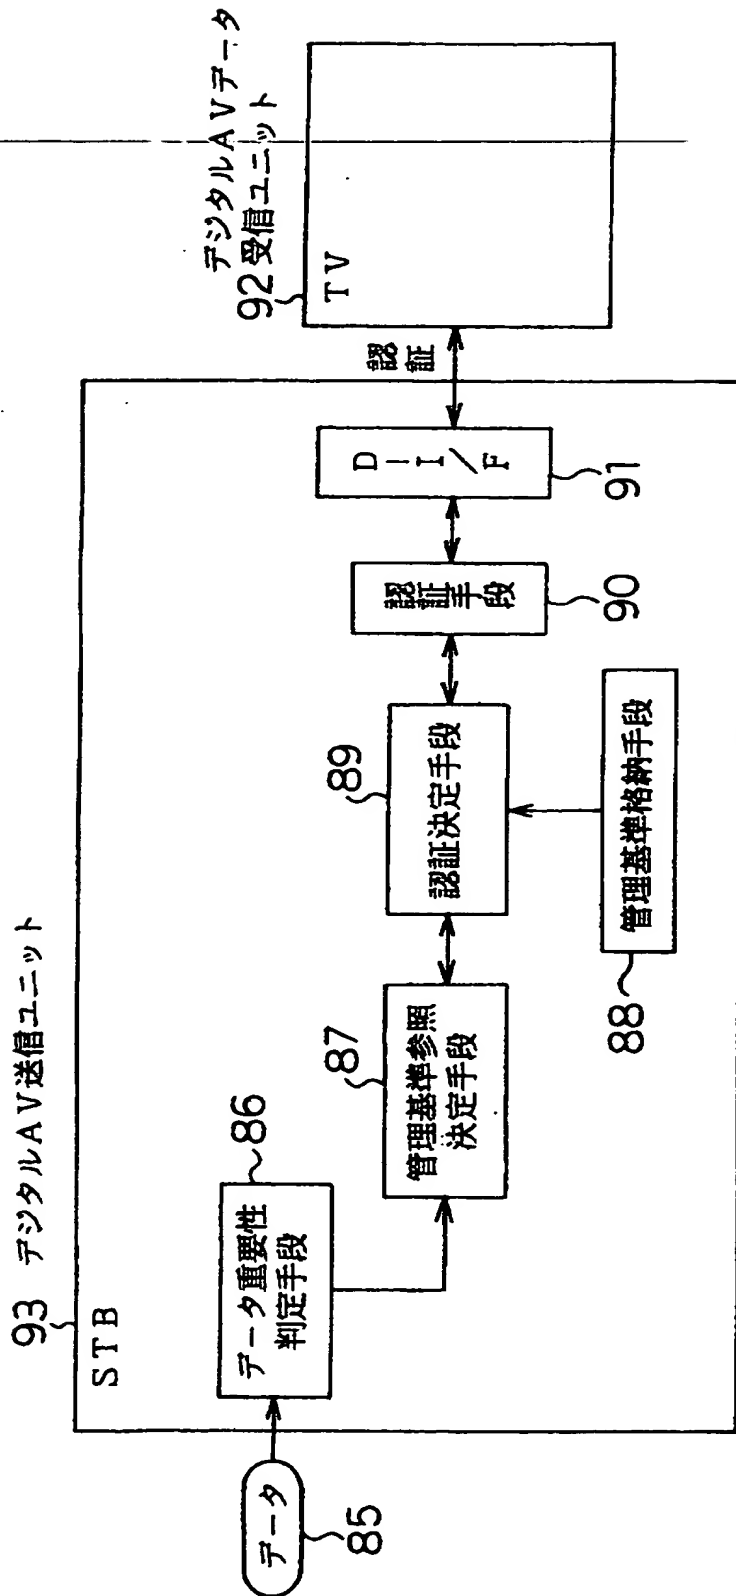 93 デジタルAV送信ユニット
STB
データ
85
データ重要性
判定手段
86
管理基準参照
決定手段
87
認証決定手段
89
管理基準格納手段
88
認証手段
90
D-I/F
91
認証
デジタルAVデータ
92受信ユニット
TV